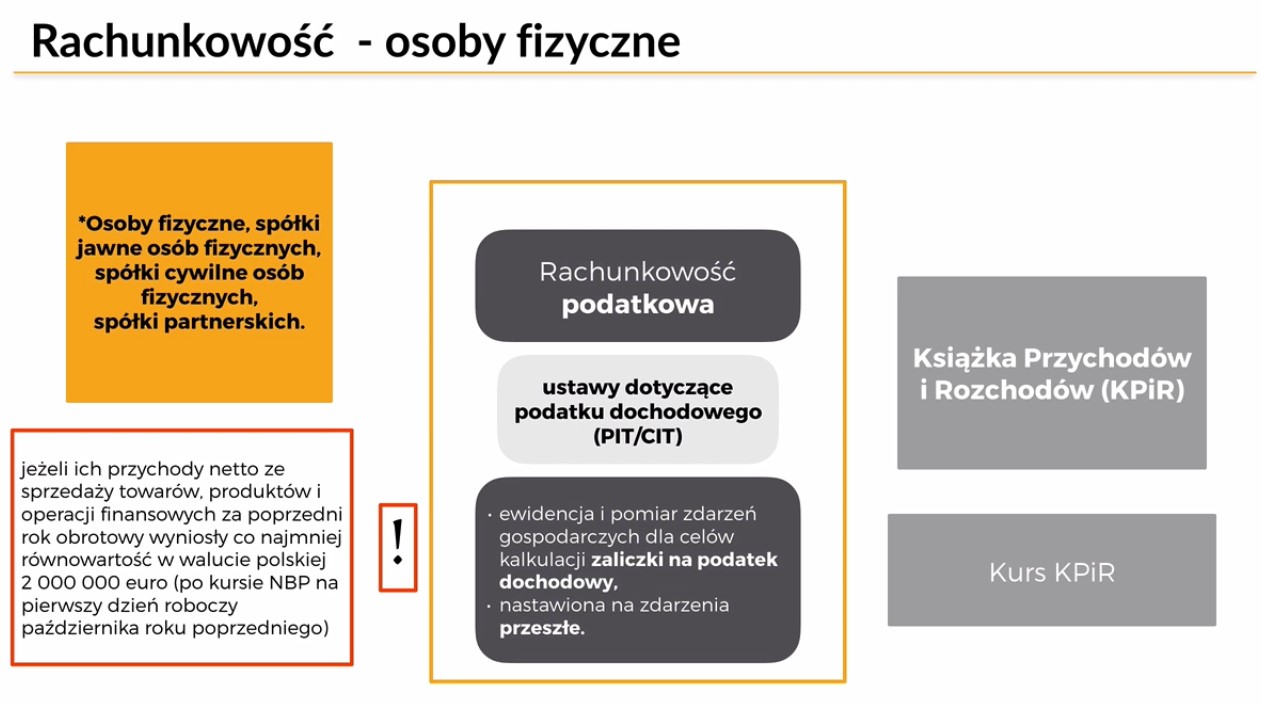 Rachunkowość - osoby fizyczne
*Osoby fizyczne, spółki
jawne osób fizycznych,
spółki cywilne osób
fizycznych,
spółki partnerskich.
jeżeli ich przychody netto ze
sprzedaży towarów, produktów i
operacji finansowych za poprzedni
rok obrotowy wyniosły co najmniej
równowartość w walucie polskiej
2 000 000 euro (po kursie NBP na
pierwszy dzień roboczy
października roku poprzedniego)
!
Rachunkowość
podatkowa
ustawy dotyczące
podatku dochodowego
(PIT/CIT)
• ewidencja i pomiar zdarzeń
gospodarczych dla celów
kalkulacji zaliczki na podatek
dochodowy,
• nastawiona na zdarzenia
przeszłe.
Książka Przychodów
i Rozchodów (KPiR)
Kurs KPiR